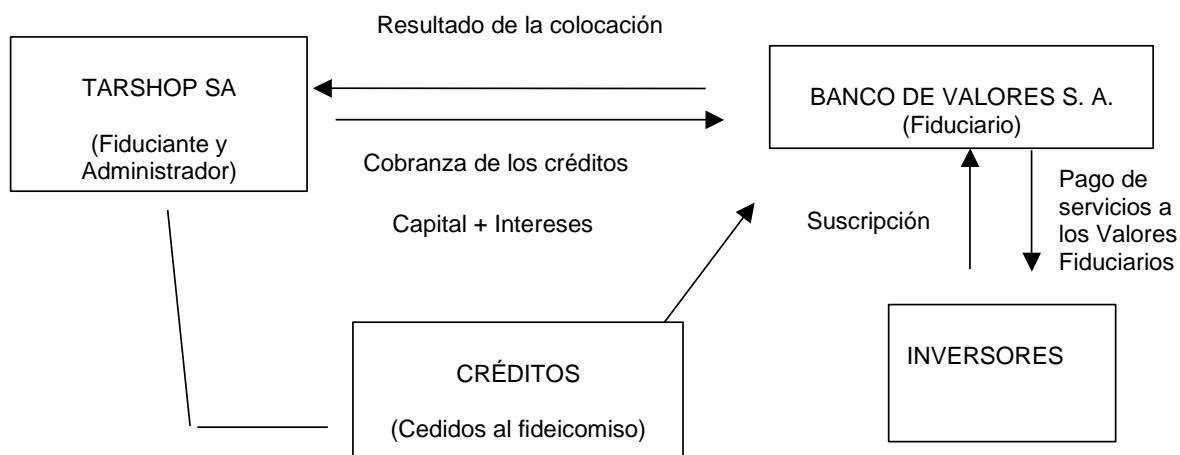 Resultado de la colocación
TARSHOP SA
(Fiduciante y
Administrador)
BANCO DE VALORES S. A.
(Fiduciario)
Cobranza de los créditos
Capital + Intereses
Suscripción
Pago de
servicios a
los Valores
Fiduciarios
CRÉDITOS
(Cedidos al fideicomiso)
INVERSORES